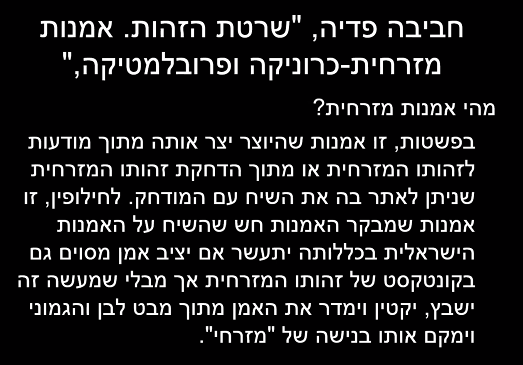 חביבה פדיה, "שרטת הזהות. אמנות
מזרחית-כרוניקה ופרובלמטיקה,"
מהי אמנות מזרחית?
בפשטות, זו אמנות שהיוצר יצר אותה מתוך מודעות
לזהותו המזרחית או מתוך הדחקת זהותו המזרחית
שניתן לאתר בה את השיח עם המודחק. לחילופין, זו
אמנות שמבקר האמנות חש שהשיח על האמנות
הישראלית בכללותה יתעשר אם יציב אמן מסוים גם
בקונטקסט של זהותו המזרחית אך מבלי שמעשה זה
ישבץ, יקטין וימדר את האמן מתוך מבט לבן והגמוני
וימקם אותו בנישה של "מזרחי".